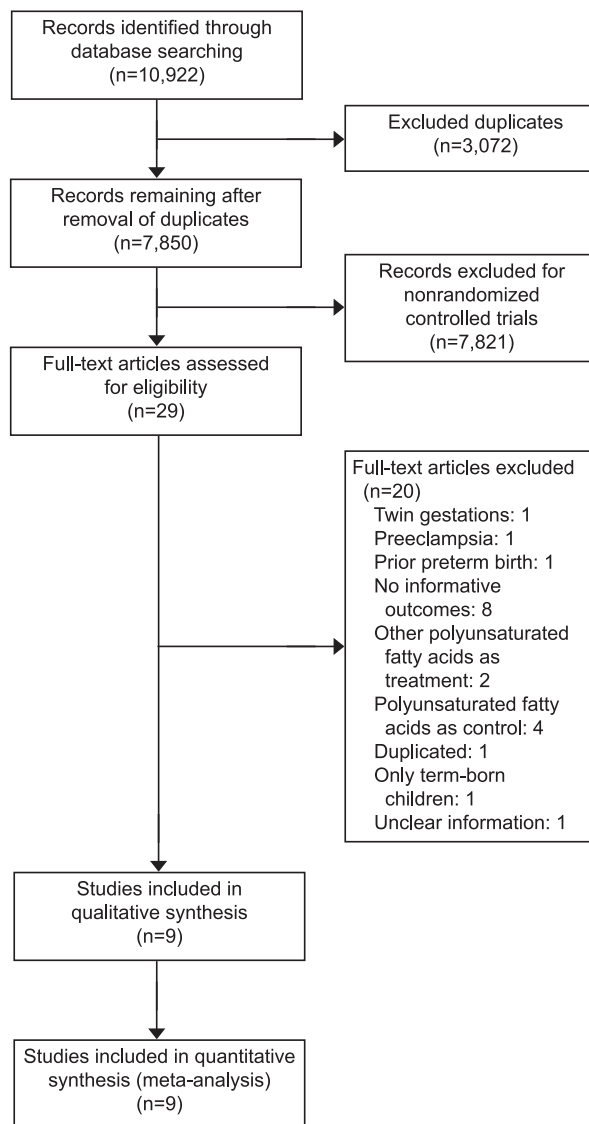 Records identified through
database searching
(n=10,922)
Excluded duplicates
(n=3,072)
Records remaining after
removal of duplicates
(n=7,850)
Records excluded for
nonrandomized
controlled trials
(n=7,821)
Full-text articles assessed
for eligibility
(n=29)
Full-text articles excluded
(n=20)
Twin gestations: 1
Preeclampsia: 1
Prior preterm birth: 1
No informative
outcomes: 8
Other polyunsaturated
fatty acids as
treatment: 2
Polyunsaturated fatty
acids as control: 4
Duplicated: 1
Only term-born
children: 1
Unclear information: 1
Studies included in
qualitative synthesis
(n=9)
Studies included in quantitative
synthesis (meta-analysis)
(n=9)